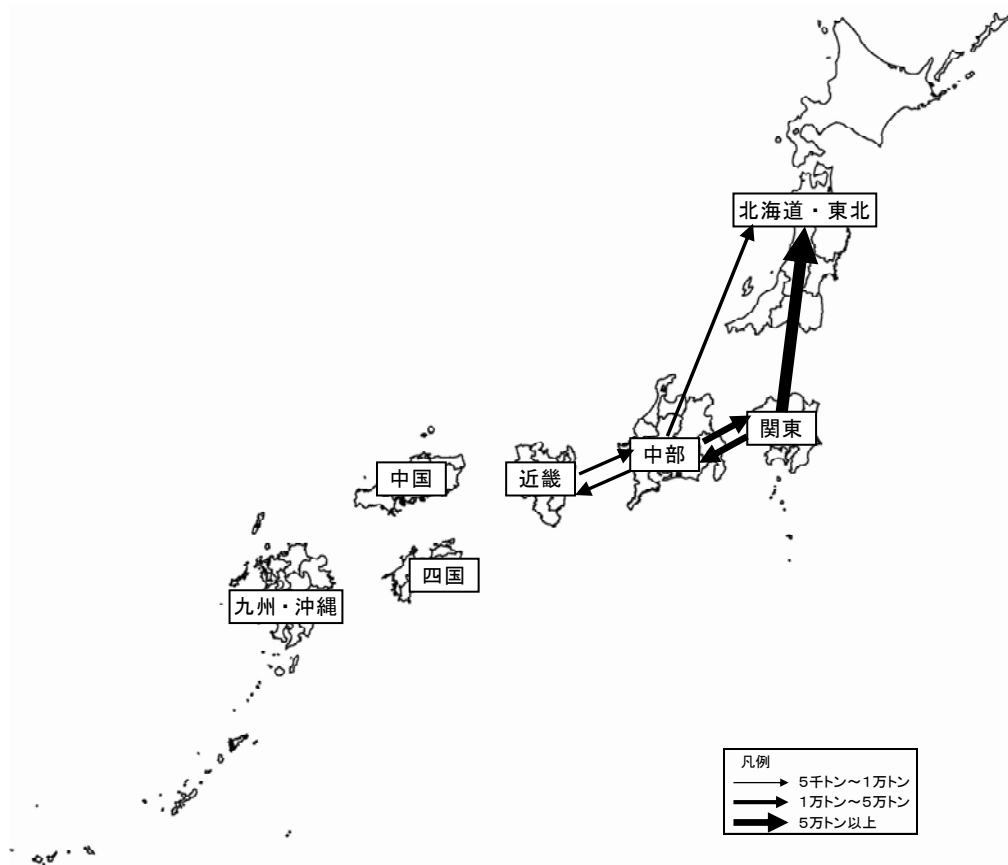 北海道・東北
関東
中部
近畿
中国
四国
九州・沖縄
凡例
5千トン～1万トン
1万トン～5万トン
5万トン以上